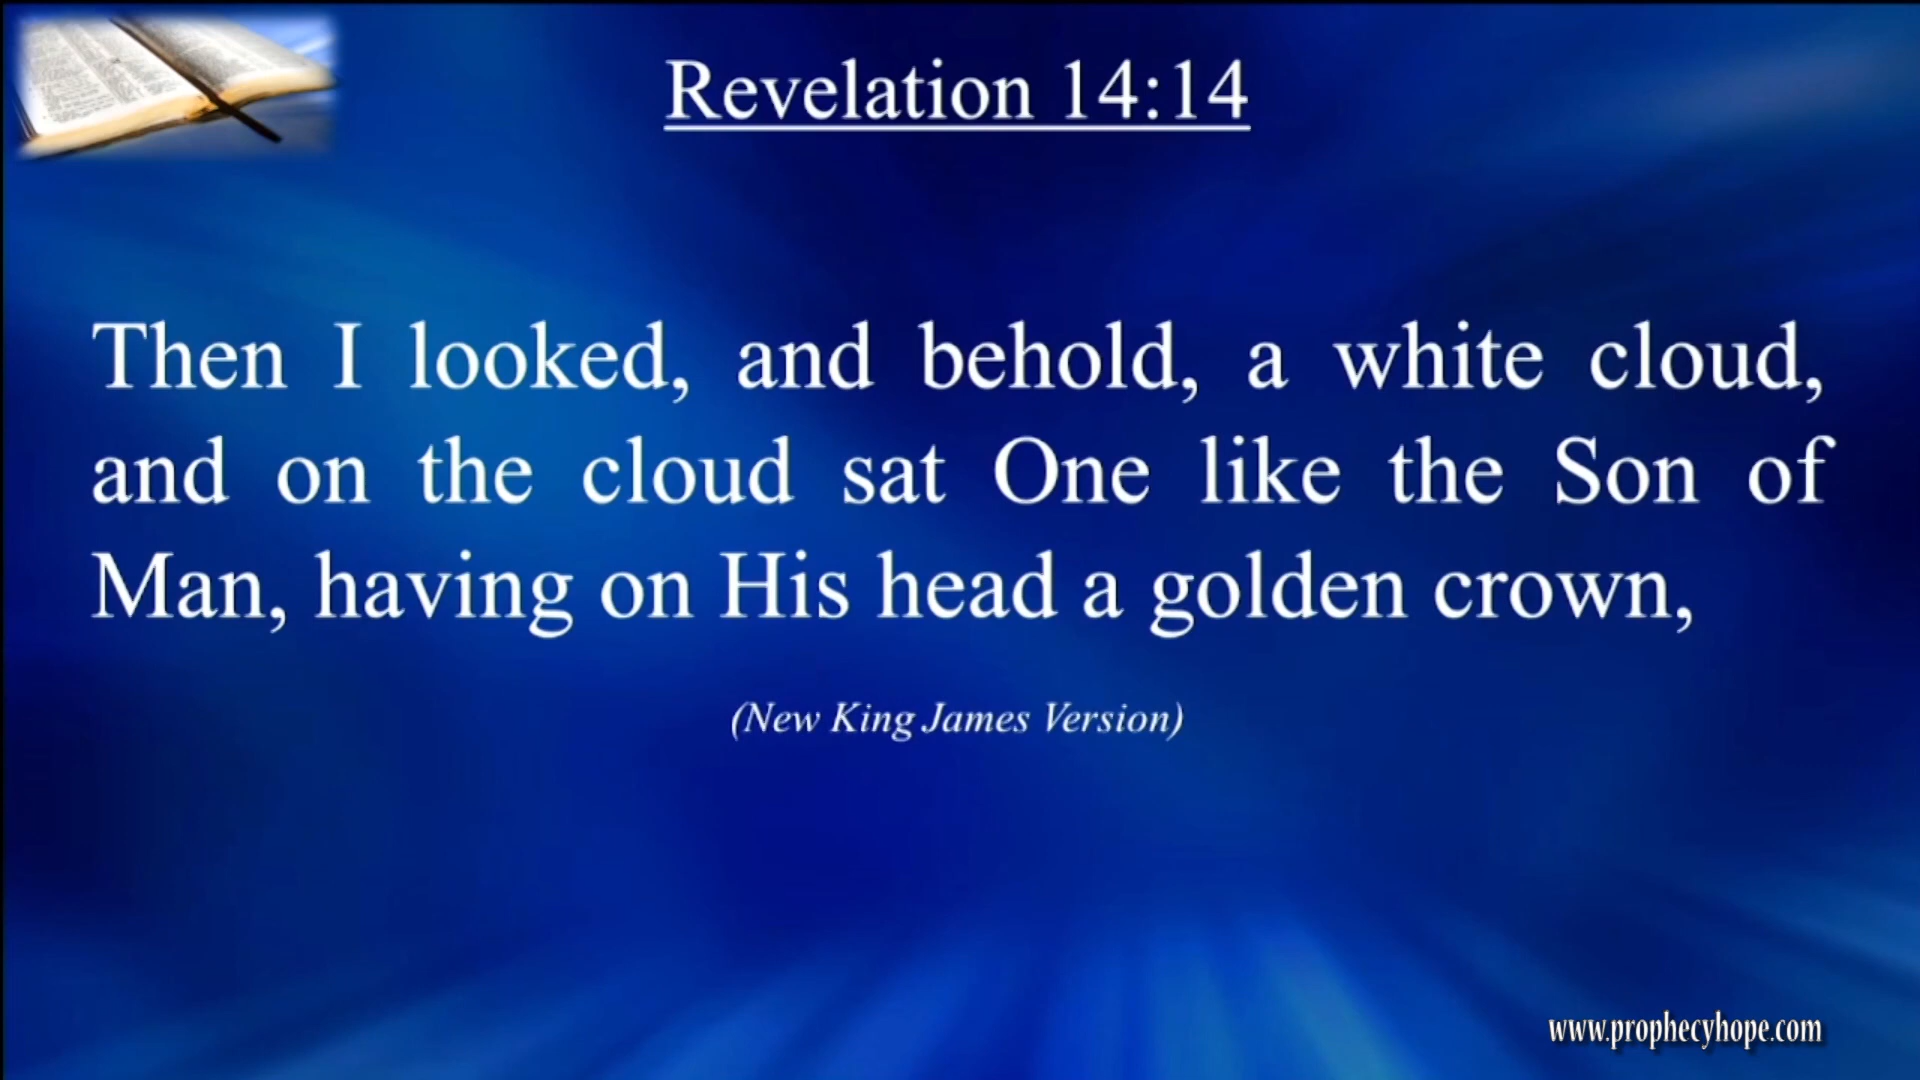 Revelation 14:14
Then I looked, and behold, a white cloud,
and on the cloud sat One like the Son of
Man, having on His head a golden crown,
(New King James Version)
www.prophecyhope.com